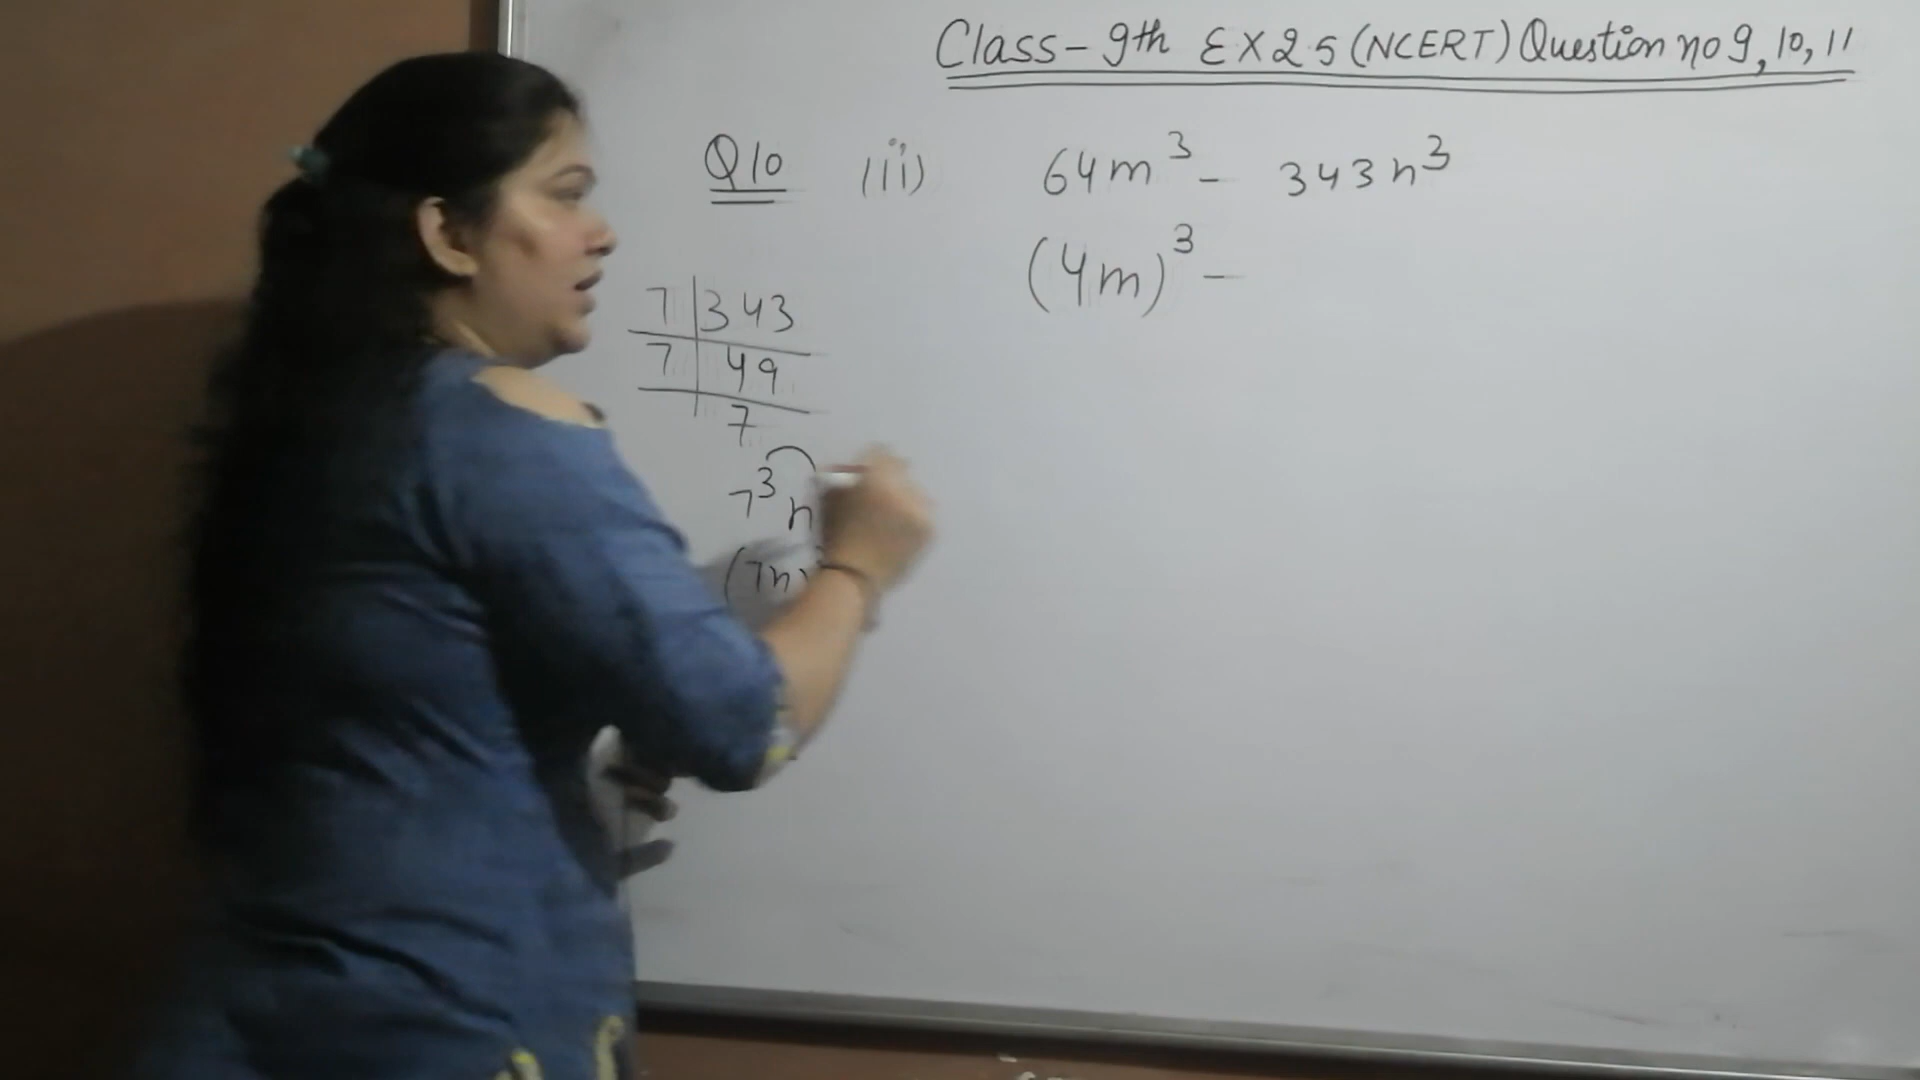 Class-9th EX 2.5 (NCERT) Question no 9, 10, 11
Q10 (ii) 64m³ - 343n³
(4m)³ -
7 | 343
7 | 49
7
7³n
(7n)